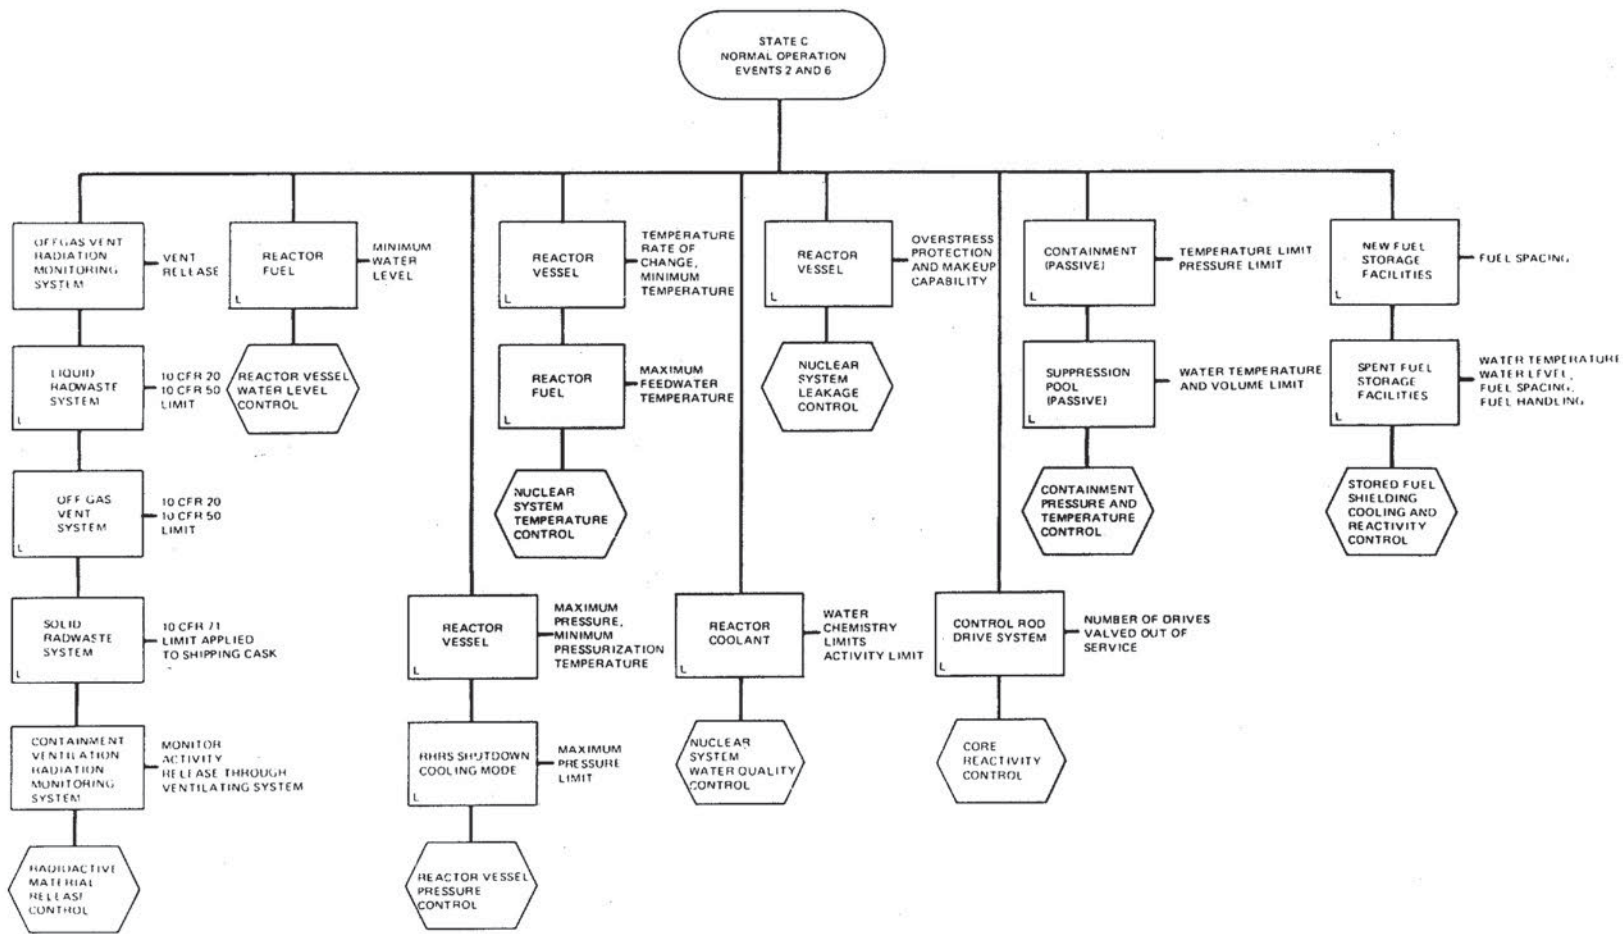 STATE C
NORMAL OPERATION
EVENTS 2 AND 6
OFFGAS VENT
RADIATION
MONITORING
SYSTEM
L
VENT
RELEASE
LIQUID
RADWASTE
SYSTEM
L
10 CFR 20
10 CFR 50
LIMIT
OFF GAS
VENT
SYSTEM
L
10 CFR 20
10 CFR 50
LIMIT
SOLID
RADWASTE
SYSTEM
L
10 CFR 71
LIMIT APPLIED
TO SHIPPING CASK
CONTAINMENT
VENTILATION
RADIATION
MONITORING
SYSTEM
MONITOR
ACTIVITY
RELEASE THROUGH
VENTILATING SYSTEM
RADIOACTIVE
MATERIAL
RELEASE
CONTROL
REACTOR
FUEL
L
MINIMUM
WATER
LEVEL
REACTOR VESSEL
WATER LEVEL
CONTROL
REACTOR
VESSEL
L
MAXIMUM
PRESSURE,
MINIMUM
PRESSURIZATION
TEMPERATURE
RHRS SHUTDOWN
COOLING MODE
L
MAXIMUM
PRESSURE
LIMIT
REACTOR VESSEL
PRESSURE
CONTROL
REACTOR
VESSEL
L
TEMPERATURE
RATE OF
CHANGE,
MINIMUM
TEMPERATURE
REACTOR
FUEL
L
MAXIMUM
FEEDWATER
TEMPERATURE
NUCLEAR
SYSTEM
TEMPERATURE
CONTROL
REACTOR
COOLANT
L
WATER
CHEMISTRY
LIMITS
ACTIVITY LIMIT
NUCLEAR
SYSTEM
WATER QUALITY
CONTROL
REACTOR
VESSEL
L
OVERSTRESS
PROTECTION
AND MAKEUP
CAPABILITY
NUCLEAR
SYSTEM
LEAKAGE
CONTROL
CONTROL ROD
DRIVE SYSTEM
L
NUMBER OF DRIVES
VALVED OUT OF
SERVICE
CORE
REACTIVITY
CONTROL
CONTAINMENT
(PASSIVE)
L
TEMPERATURE LIMIT
PRESSURE LIMIT
SUPPRESSION
POOL
(PASSIVE)
L
WATER TEMPERATURE
AND VOLUME LIMIT
CONTAINMENT
PRESSURE AND
TEMPERATURE
CONTROL
NEW FUEL
STORAGE
FACILITIES
L
FUEL SPACING
SPENT FUEL
STORAGE
FACILITIES
L
WATER TEMPERATURE
WATER LEVEL,
FUEL SPACING,
FUEL HANDLING
STORED FUEL
SHIELDING
COOLING AND
REACTIVITY
CONTROL